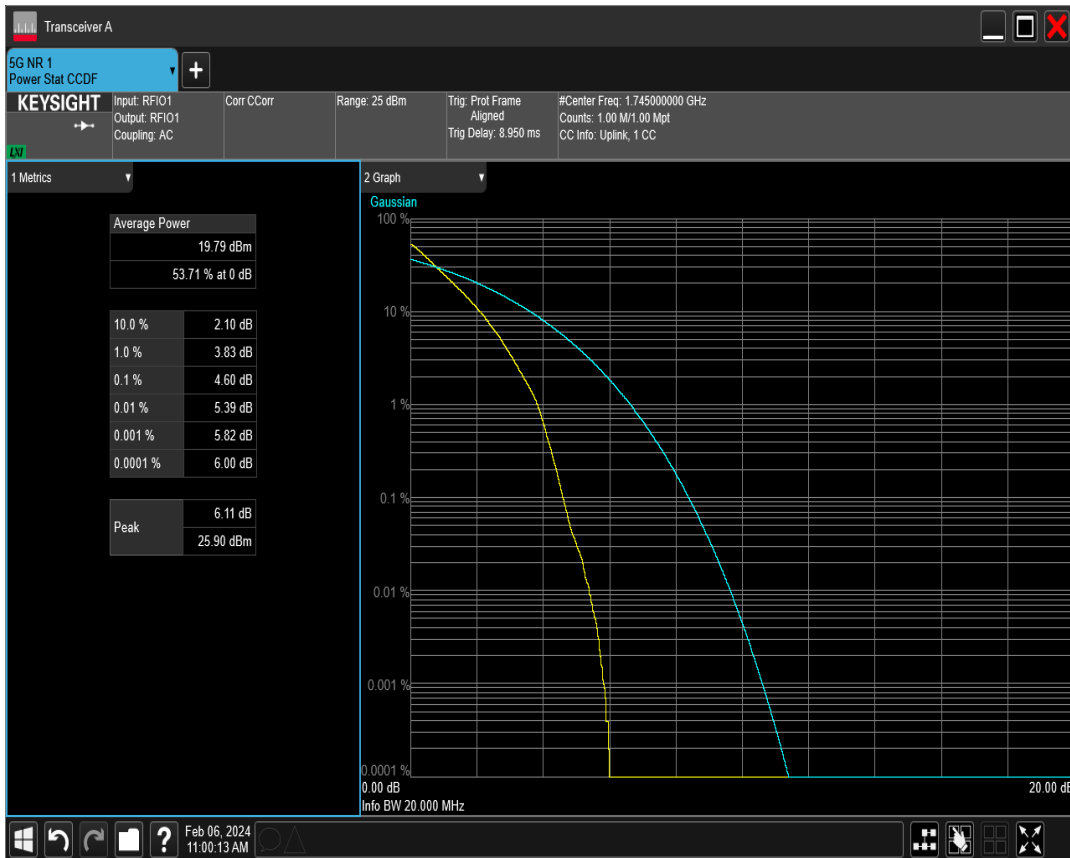 Transceiver A
5G NR 1
Power Stat CCDF
KEYSIGHT
LXI
Input: RFIO1
Output: RFIO1
Coupling: AC
Corr CCorr
Range: 25 dBm
Trig: Prot Frame
Aligned
Trig Delay: 8.950 ms
#Center Freq: 1.745000000 GHz
Counts: 1.00 M/1.00 Mpt
CC Info: Uplink, 1 CC
1 Metrics
Average Power
19.79 dBm
53.71 % at 0 dB
10.0 % 2.10 dB
1.0 % 3.83 dB
0.1 % 4.60 dB
0.01 % 5.39 dB
0.001 % 5.82 dB
0.0001 % 6.00 dB
Peak
6.11 dB
25.90 dBm
2 Graph
Gaussian
100 %
10 %
1 %
0.1 %
0.01 %
0.001 %
0.0001 %
0.00 dB 20.00 dB
Info BW 20.000 MHz
?
Feb 06, 2024
11:00:13 AM